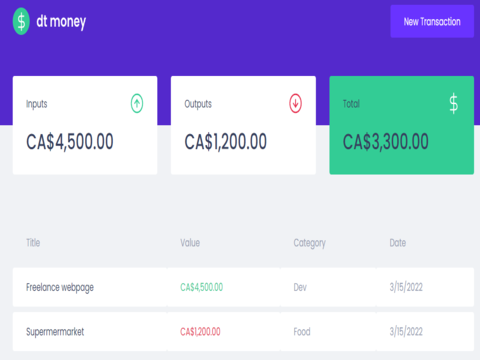 $ dt money
New Transaction
Inputs
Outputs
Total $
CA$4,500.00
CA$1,200.00
CA$3,300.00
Title Value Category Date
Freelance webpage CA$4,500.00 Dev 3/15/2022
Supermermarket CA$1,200.00 Food 3/15/2022